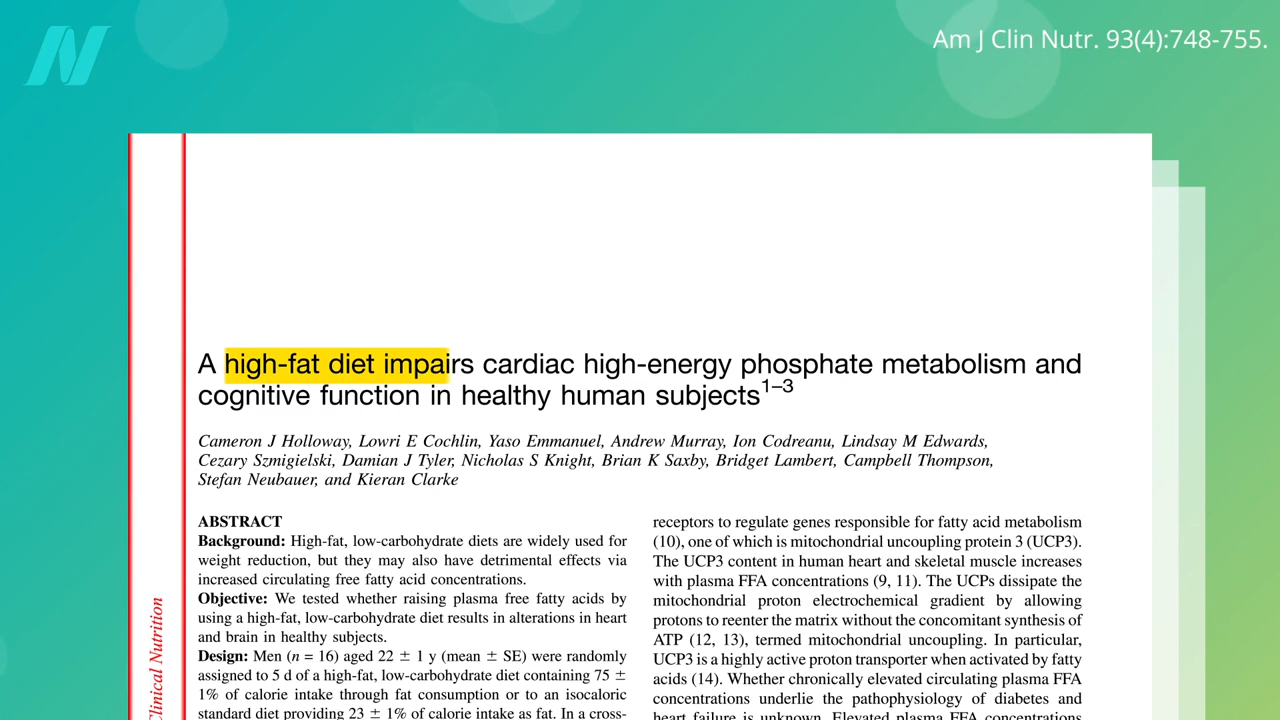 Am J Clin Nutr. 93(4):748-755.
A high-fat diet impairs cardiac high-energy phosphate metabolism and
cognitive function in healthy human subjects1–3
Cameron J Holloway, Lowri E Cochlin, Yaso Emmanuel, Andrew Murray, Ion Codreanu, Lindsay M Edwards,
Cezary Szmigielski, Damian J Tyler, Nicholas S Knight, Brian K Saxby, Bridget Lambert, Campbell Thompson,
Stefan Neubauer, and Kieran Clarke
ABSTRACT
Background: High-fat, low-carbohydrate diets are widely used for
weight reduction, but they may also have detrimental effects via
increased circulating free fatty acid concentrations.
Objective: We tested whether raising plasma free fatty acids by
using a high-fat, low-carbohydrate diet results in alterations in heart
and brain in healthy subjects.
Design: Men (n = 16) aged 22 ± 1 y (mean ± SE) were randomly
assigned to 5 d of a high-fat, low-carbohydrate diet containing 75 ±
1% of calorie intake through fat consumption or to an isocaloric
standard diet providing 23 ± 1% of calorie intake as fat. In a cross-
receptors to regulate genes responsible for fatty acid metabolism
(10), one of which is mitochondrial uncoupling protein 3 (UCP3).
The UCP3 content in human heart and skeletal muscle increases
with plasma FFA concentrations (9, 11). The UCPs dissipate the
mitochondrial proton electrochemical gradient by allowing
protons to reenter the matrix without the concomitant synthesis of
ATP (12, 13), termed mitochondrial uncoupling. In particular,
UCP3 is a highly active proton transporter when activated by fatty
acids (14). Whether chronically elevated circulating plasma FFA
concentrations underlie the pathophysiology of diabetes and
heart failure is unknown. Elevated plasma FFA concentrations
Clinical Nutrition